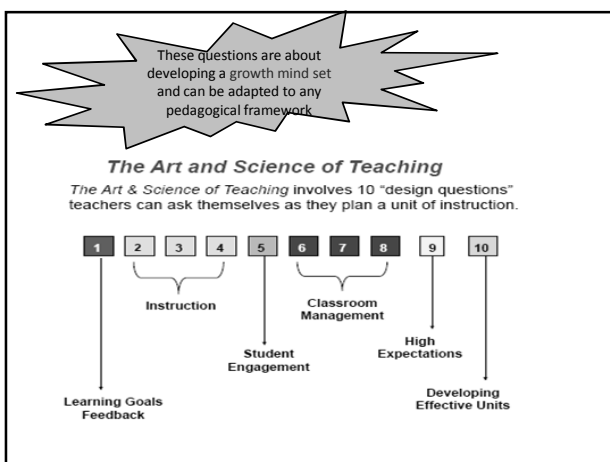 These questions are about
developing a growth mind set
and can be adapted to any
pedagogical framework
The Art and Science of Teaching
The Art & Science of Teaching involves 10 “design questions”
teachers can ask themselves as they plan a unit of instruction.
1 2 3 4 5 6 7 8 9 10
Instruction
Classroom
Management
Student
Engagement
High
Expectations
Learning Goals
Feedback
Developing
Effective Units